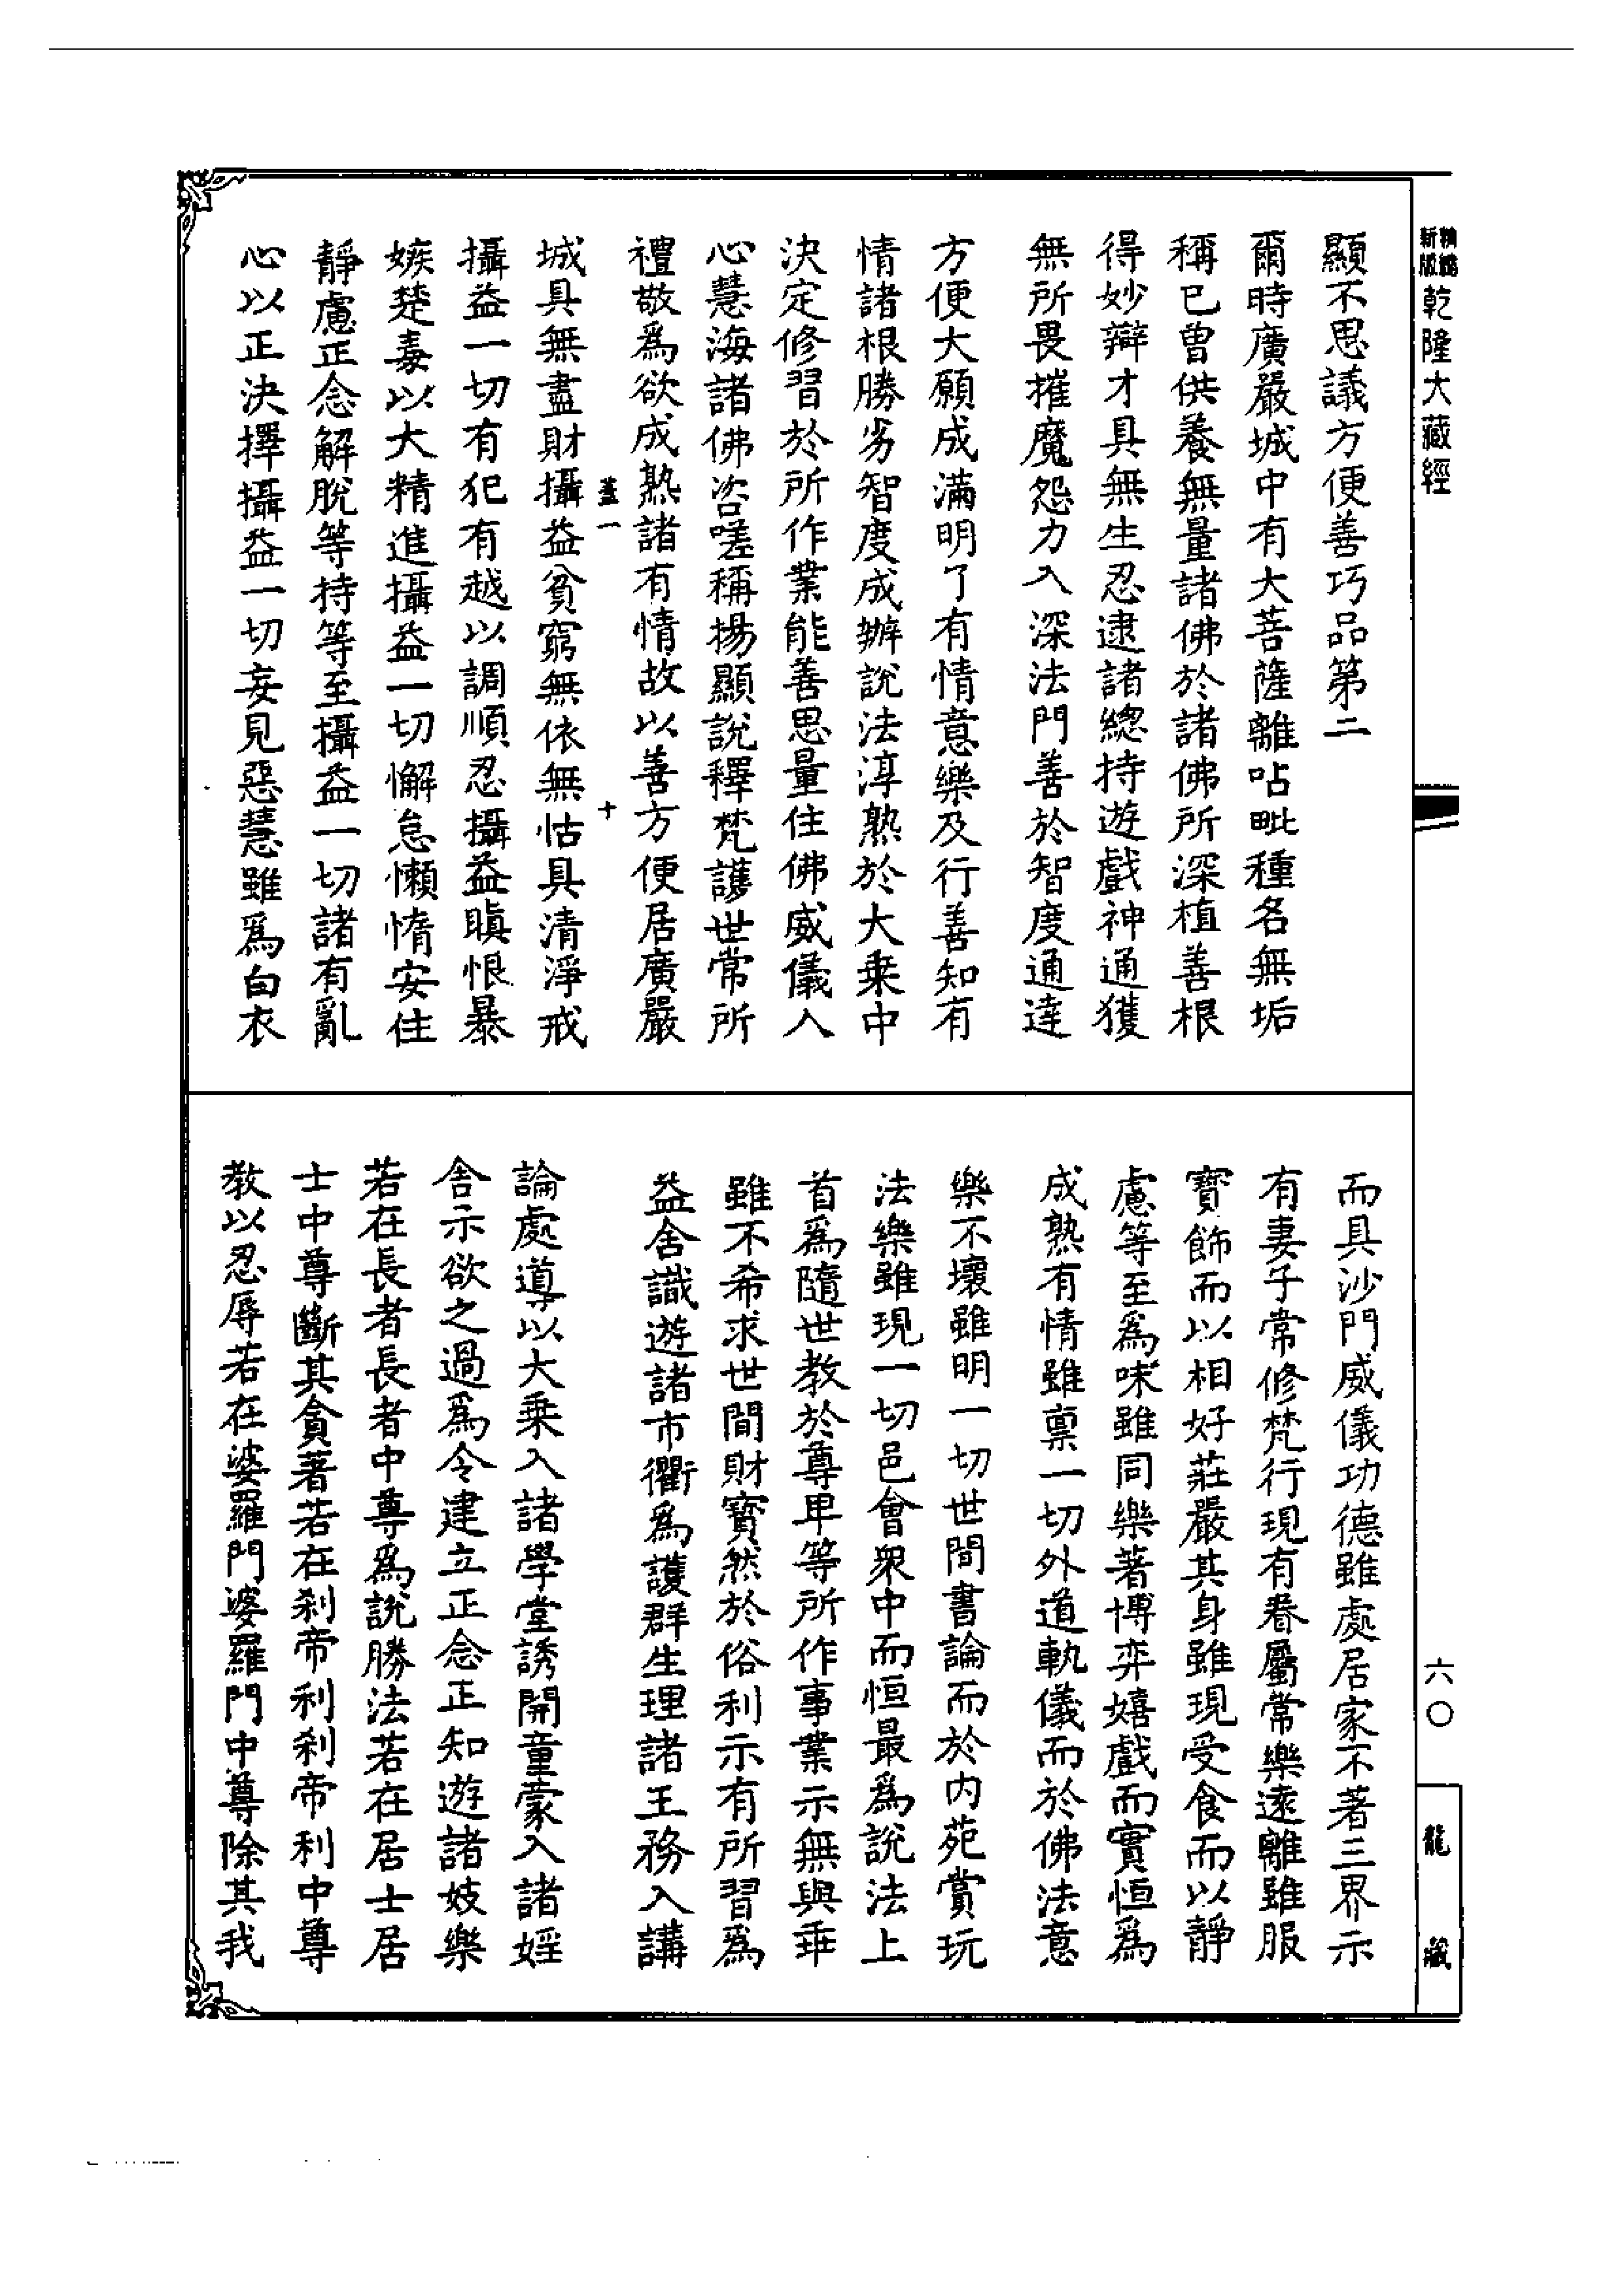 新編
新版
乾隆大藏經
顯不思議方便善巧品第二
爾時廣嚴城中有大菩薩離呫毗種名無垢
稱已曾供養無量諸佛於諸佛所深植善根
得妙辯才具無生忍逮諸總持遊戲神通獲
無所畏摧魔怨力入深法門善於智度通達
方便大願成滿明了有情意樂及行善知有
情諸根勝劣智度成辦說法淳熟於大乘中
決定修習於所作業能善思量住佛威儀入
心慧海諸佛咨嗟稱揚顯說釋梵護世常所
禮敬爲欲成熟諸有情故以善方便居廣嚴
蓋一 十
城具無盡財攝益貧窮無依無怙具清淨戒
攝益一切有犯有越以調順忍攝益瞋恨暴
嫉楚毒以大精進攝益一切懈怠懶惰安住
靜慮正念解脫等持等至攝益一切諸有亂
心以正決擇攝益一切妄見惡慧雖爲白衣
而具沙門威儀功德雖處居家不著三界示
有妻子常修梵行現有眷屬常樂遠離雖服
寶飾而以相好莊嚴其身雖現受食而以靜
慮等至爲味雖同樂著博弈嬉戲而實恒爲
成熟有情雖稟一切外道軌儀而於佛法意
樂不壞雖明一切世間書論而於內苑賞玩
法樂雖現一切邑會衆中而恒最爲說法上
首爲隨世教於尊卑等所作事業示無與乖
雖不希求世間財寶然於俗利示有所習爲
益含識遊諸市衢爲護群生理諸王務入講
論處導以大乘入諸學堂誘開童蒙入諸婬
舍示欲之過爲令建立正念正知遊諸妓樂
若在長者長者中尊爲說勝法若在居士居
士中尊斷其貪著若在剎帝利剎帝利中尊
教以忍辱若在婆羅門婆羅門中尊除其我
六〇
龍藏